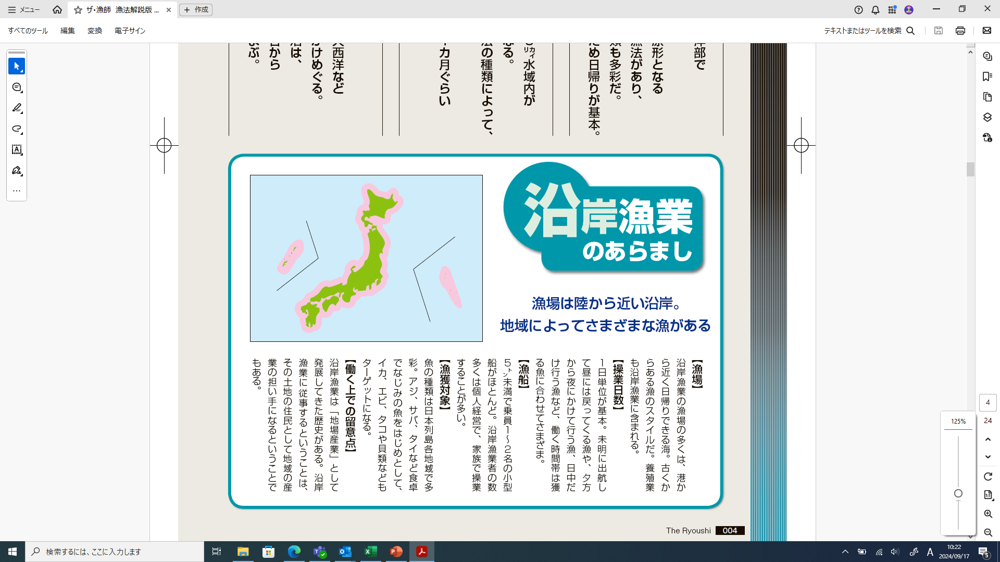 メニュー
ザ・漁師 漁法解説版 ...
作成
すべてのツール
編集
変換
電子サイン
テキストまたはツールを検索
岸部で
原形となる
漁法があり、
類も多彩だ。
ため日帰りが基本。
リカイ水域内が
なる。
法の種類によって、
カ月ぐらい
大西洋など
かけめぐる。
沿は、
から
ぶ。
沿岸漁業
のあらまし
漁場は陸から近い沿岸。
地域によってさまざまな漁がある
【漁場】
沿岸漁業の漁場の多くは、港か
ら近く日帰りできる海。古くか
らある漁のスタイルだ。養殖業
も沿岸漁業に含まれる。
【操業日数】
1日単位が基本。未明に出航し
て昼には戻ってくる漁や、夕方
から夜にかけて行う漁、日中だ
け行う漁など、働く時間帯は獲
る魚に合わせてさまざま。
【漁船】
5㌧未満で乗員1〜2名の小型
船がほとんど。沿岸漁業者の数
多くは個人経営で、家族で操業
することが多い。
【漁獲対象】
魚の種類は日本列島各地域で多
彩。アジ、サバ、タイなど食卓
でなじみの魚をはじめとして、
イカ、エビ、タコや貝類なども
ターゲットになる。
【働く上での留意点】
沿岸漁業は「地場産業」として
発展してきた歴史がある。沿岸
漁業に従事するということは、
その土地の住民として地域の産
業の担い手になるということで
もある。
The Ryoushi 004
4
24
125%
検索するには、ここに入力します
A
10:22
2024/09/17
5